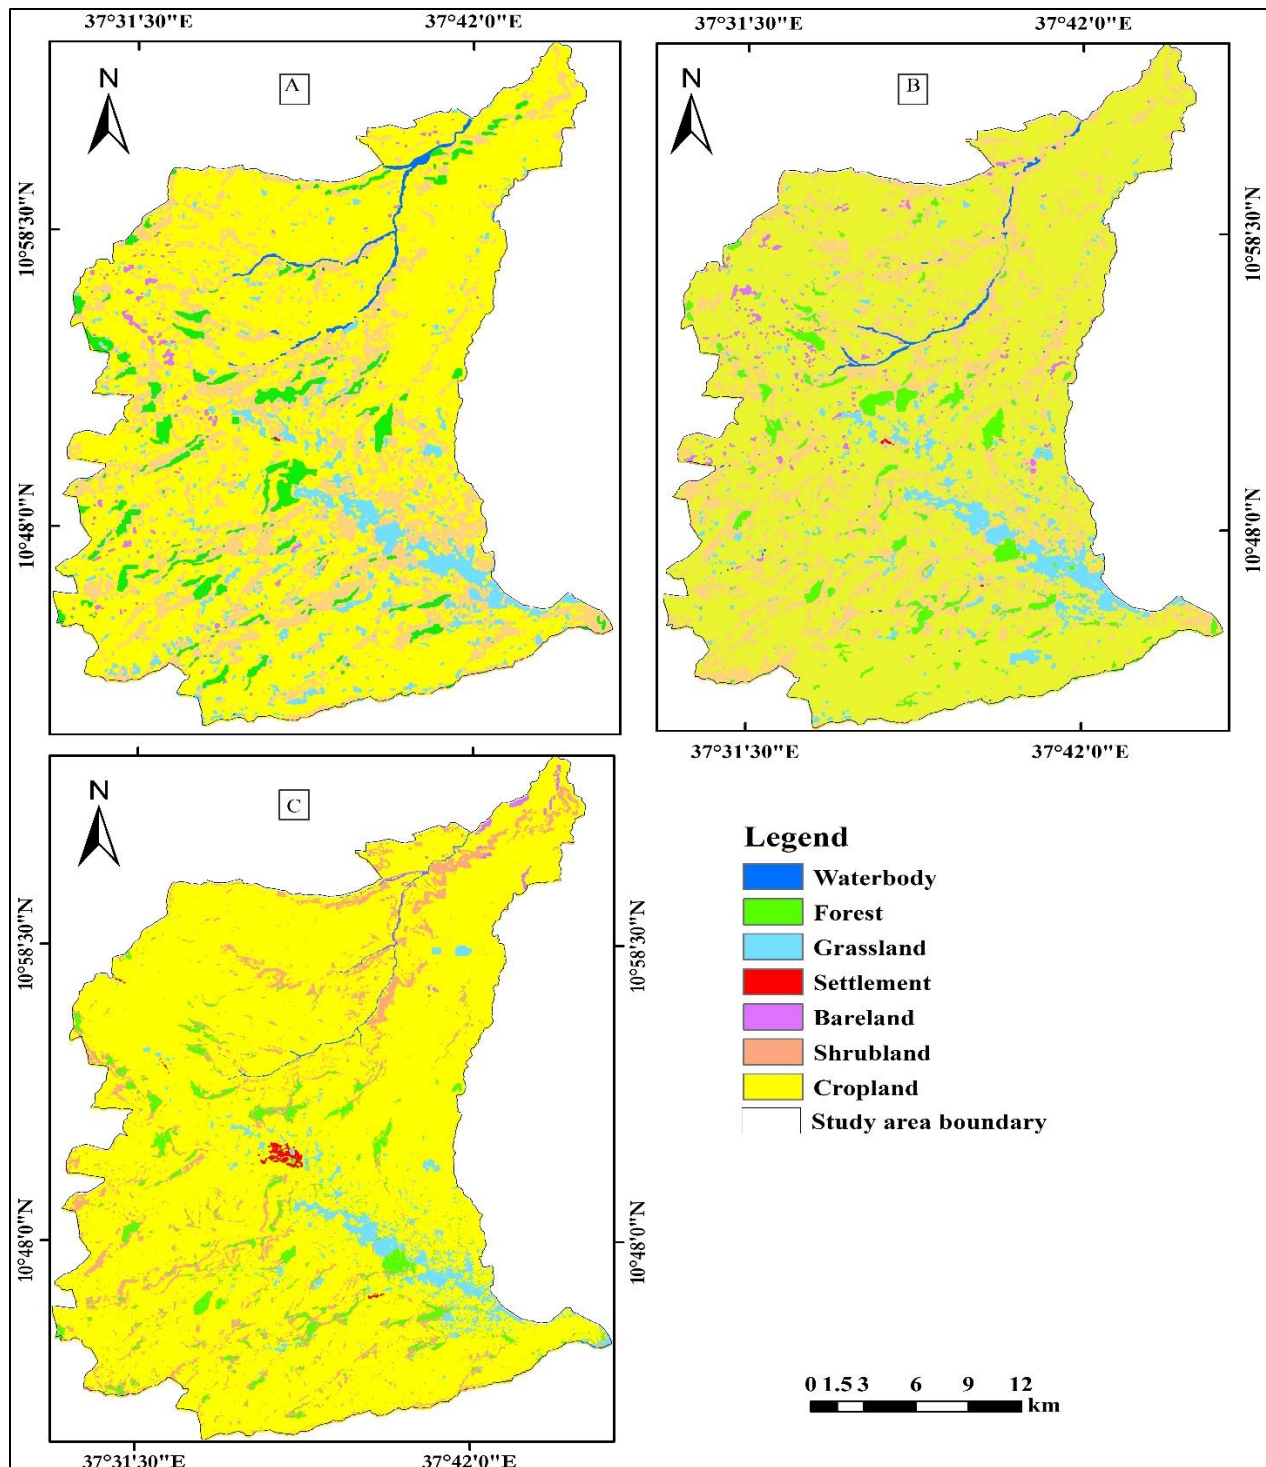 37°31'30"E 37°42'0"E 37°31'30"E 37°42'0"E
N A N B
10°58'30"N 10°58'30"N
10°48'0"N 10°48'0"N
37°31'30"E 37°42'0"E
N C
Legend
Waterbody
Forest
Grassland
Settlement
Bareland
Shrubland
Cropland
Study area boundary
10°58'30"N 10°58'30"N
10°48'0"N 10°48'0"N
0 1.5 3 6 9 12
km
37°31'30"E 37°42'0"E